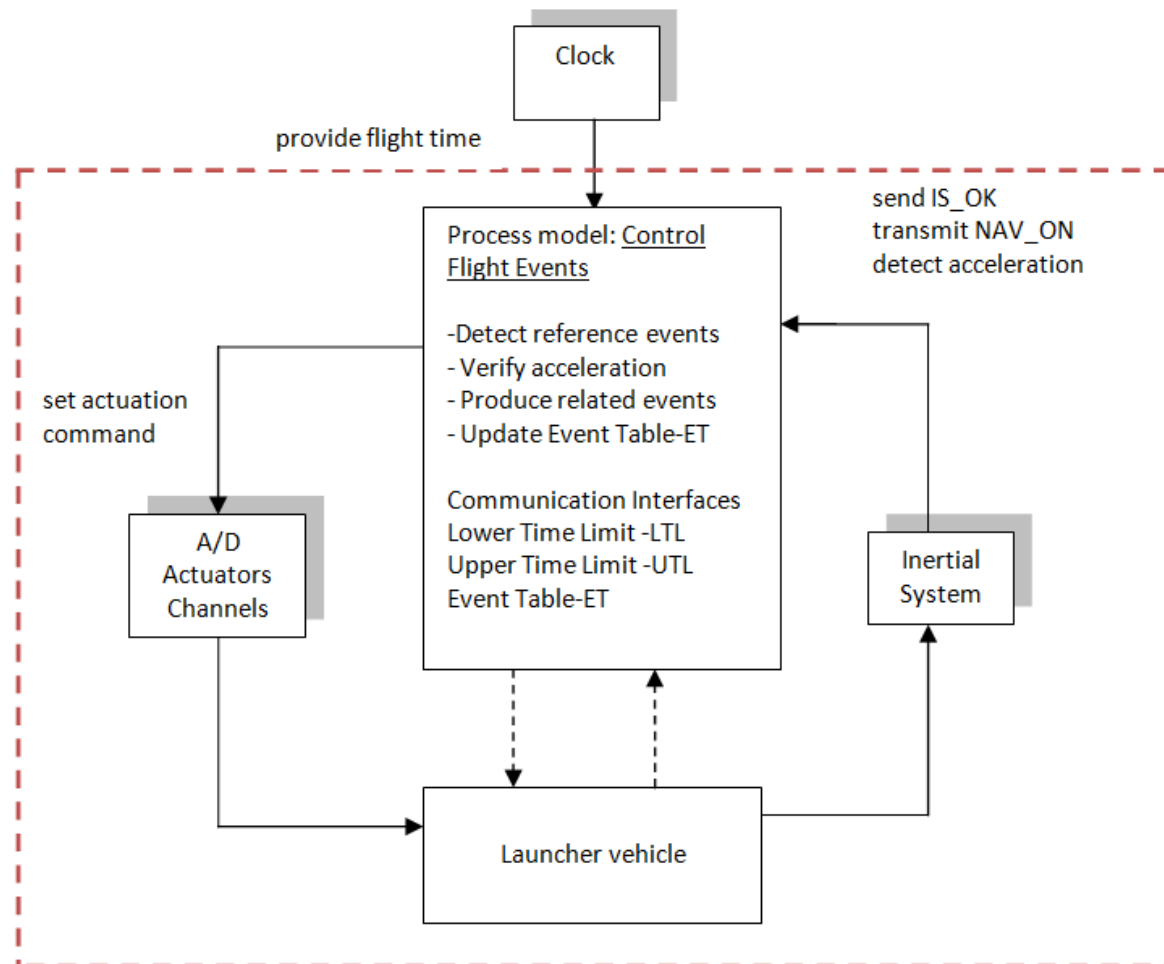 Clock
provide flight time
send IS_OK
transmit NAV_ON
detect acceleration
Process model: Control
Flight Events
-Detect reference events
- Verify acceleration
- Produce related events
- Update Event Table-ET
Communication Interfaces
Lower Time Limit -LTL
Upper Time Limit -UTL
Event Table-ET
set actuation
command
A/D
Actuators
Channels
Inertial
System
Launcher vehicle